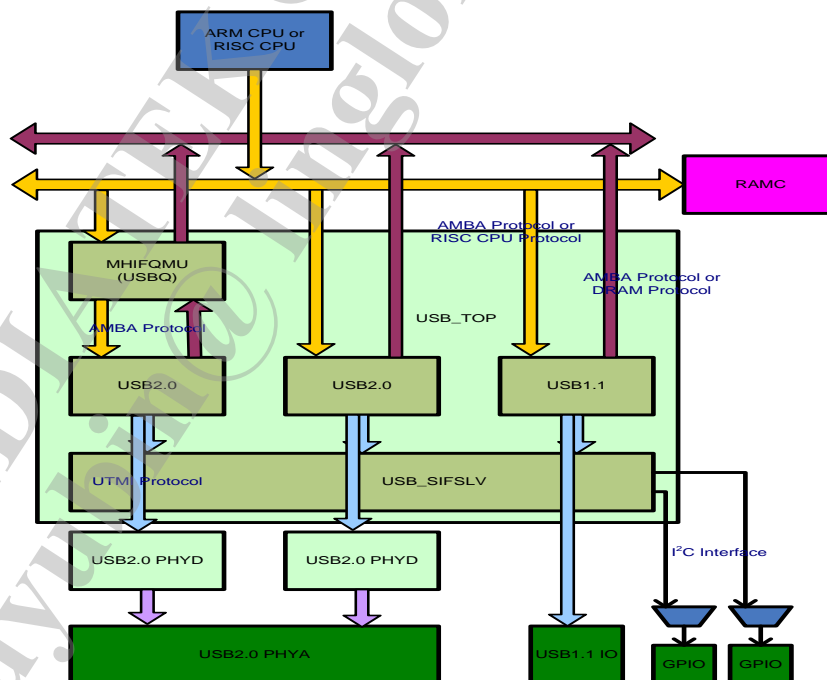 ARM CPU or
RISC CPU
RAMC
AMBA Protocol or
RISC CPU Protocol
MHIFQMU
(USBQ)
AMBA Protocol or
DRAM Protocol
USB_TOP
AMBA Protocol
USB2.0
USB2.0
USB1.1
UTMI Protocol
USB_SIFSLV
I²C Interface
USB2.0 PHYD
USB2.0 PHYD
USB2.0 PHYA
USB1.1 IO
GPIO
GPIO